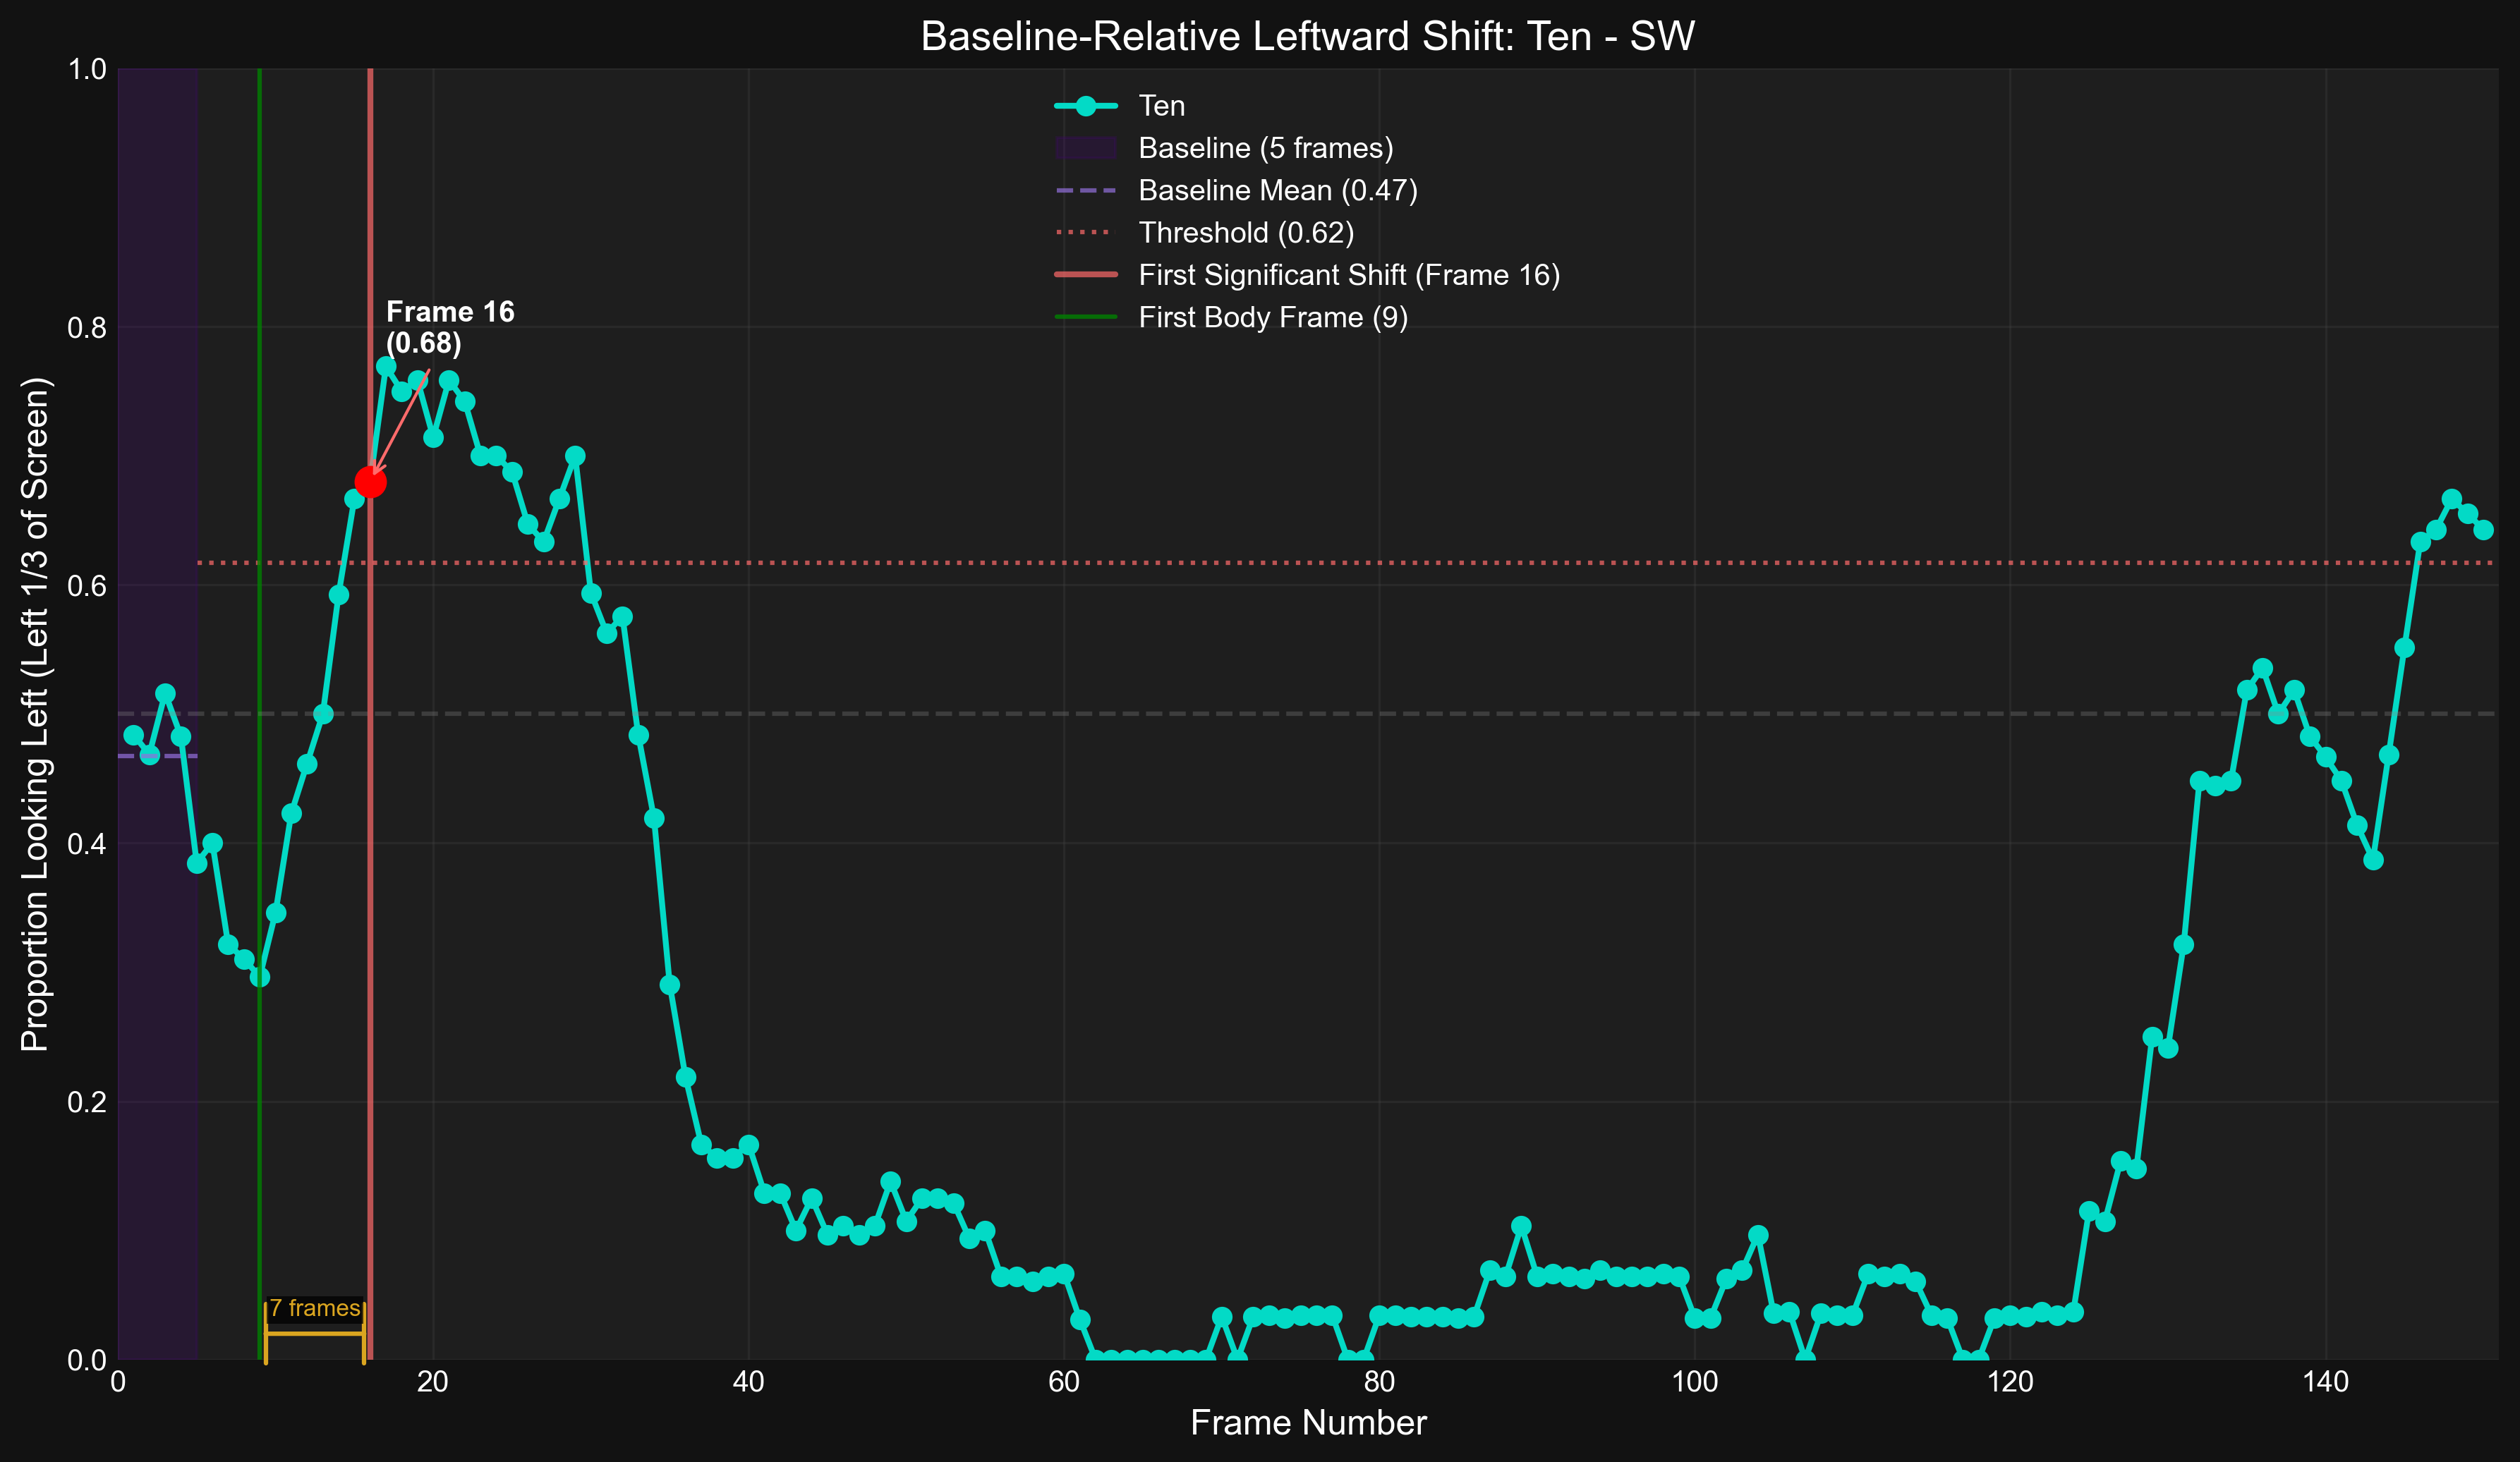 Baseline-Relative Leftward Shift: Ten - SW
Ten
Baseline (5 frames)
Baseline Mean (0.47)
Threshold (0.62)
First Significant Shift (Frame 16)
First Body Frame (9)
Frame 16
(0.68)
7 frames
Proportion Looking Left (Left 1/3 of Screen)
1.0
0.8
0.6
0.4
0.2
0.0
0
20
40
60
80
100
120
140
Frame Number